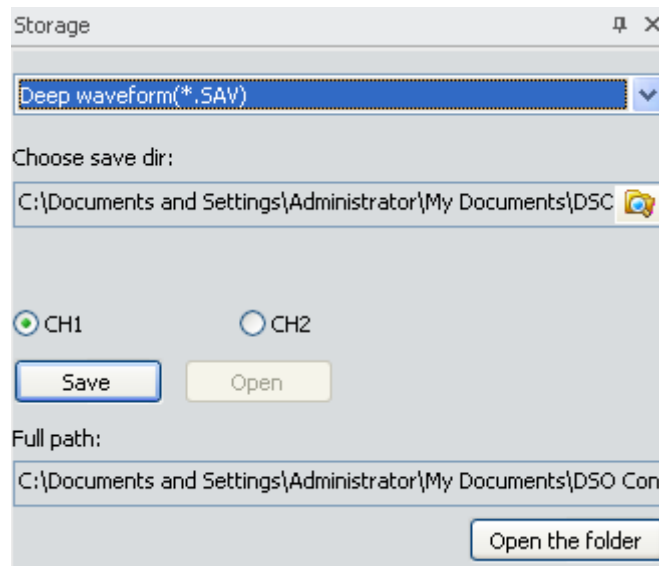 Storage
Deep waveform(*.SAV)
Choose save dir:
C:\Documents and Settings\Administrator\My Documents\DSC
CH1 CH2
Save Open
Full path:
C:\Documents and Settings\Administrator\My Documents\DSO Con
Open the folder